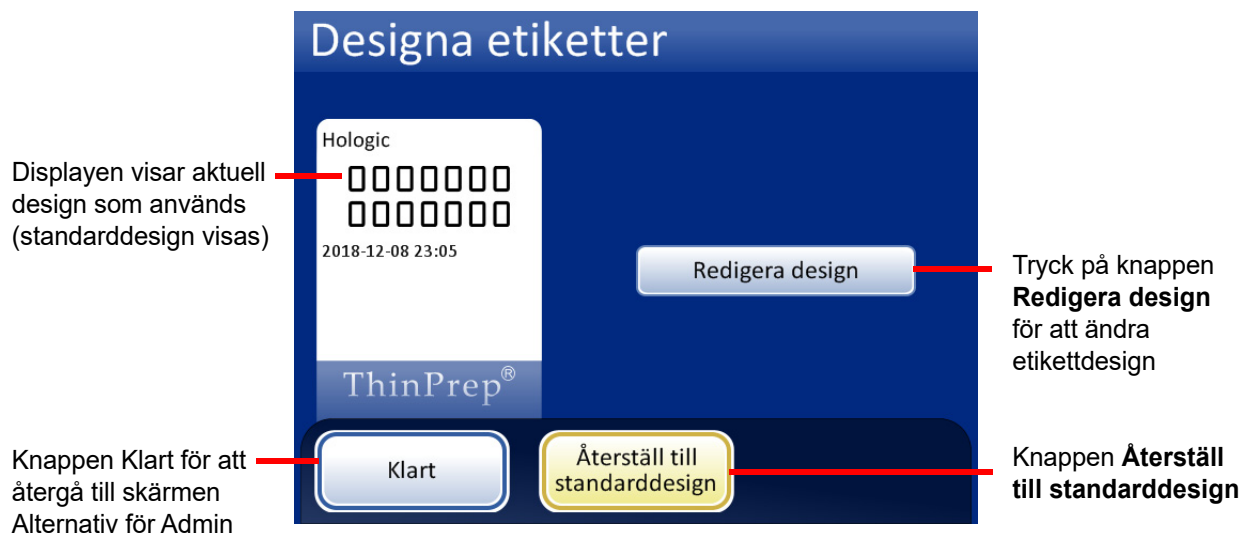 Designa etiketter
Displayen visar aktuell
design som används
(standarddesign visas)
Hologic
0000000
0000000
2018-12-08 23:05
ThinPrep®
Redigera design
Tryck på knappen
Redigera design
för att ändra
etikettdesign
Knappen Klart för att
återgå till skärmen
Alternativ för Admin
Klart
Återställ till
standarddesign
Knappen Återställ
till standarddesign